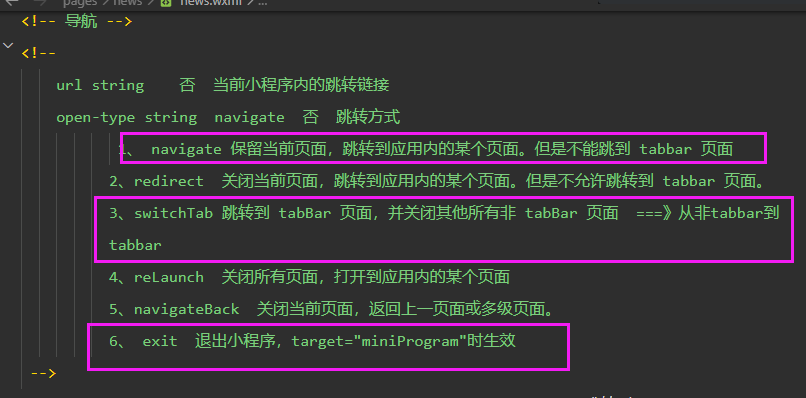 pages > news > news.wxml > ...
<!-- 导航 -->
<!--
url string 否 当前小程序内的跳转链接
open-type string navigate 否 跳转方式
1、 navigate 保留当前页面，跳转到应用内的某个页面。但是不能跳到 tabbar 页面
2、redirect 关闭当前页面，跳转到应用内的某个页面。但是不允许跳转到 tabbar 页面。
3、switchTab 跳转到 tabBar 页面，并关闭其他所有非 tabBar 页面 ===》从非tabbar到
tabbar
4、reLaunch 关闭所有页面，打开到应用内的某个页面
5、navigateBack 关闭当前页面，返回上一页面或多级页面。
6、 exit 退出小程序，target="miniProgram"时生效
-->